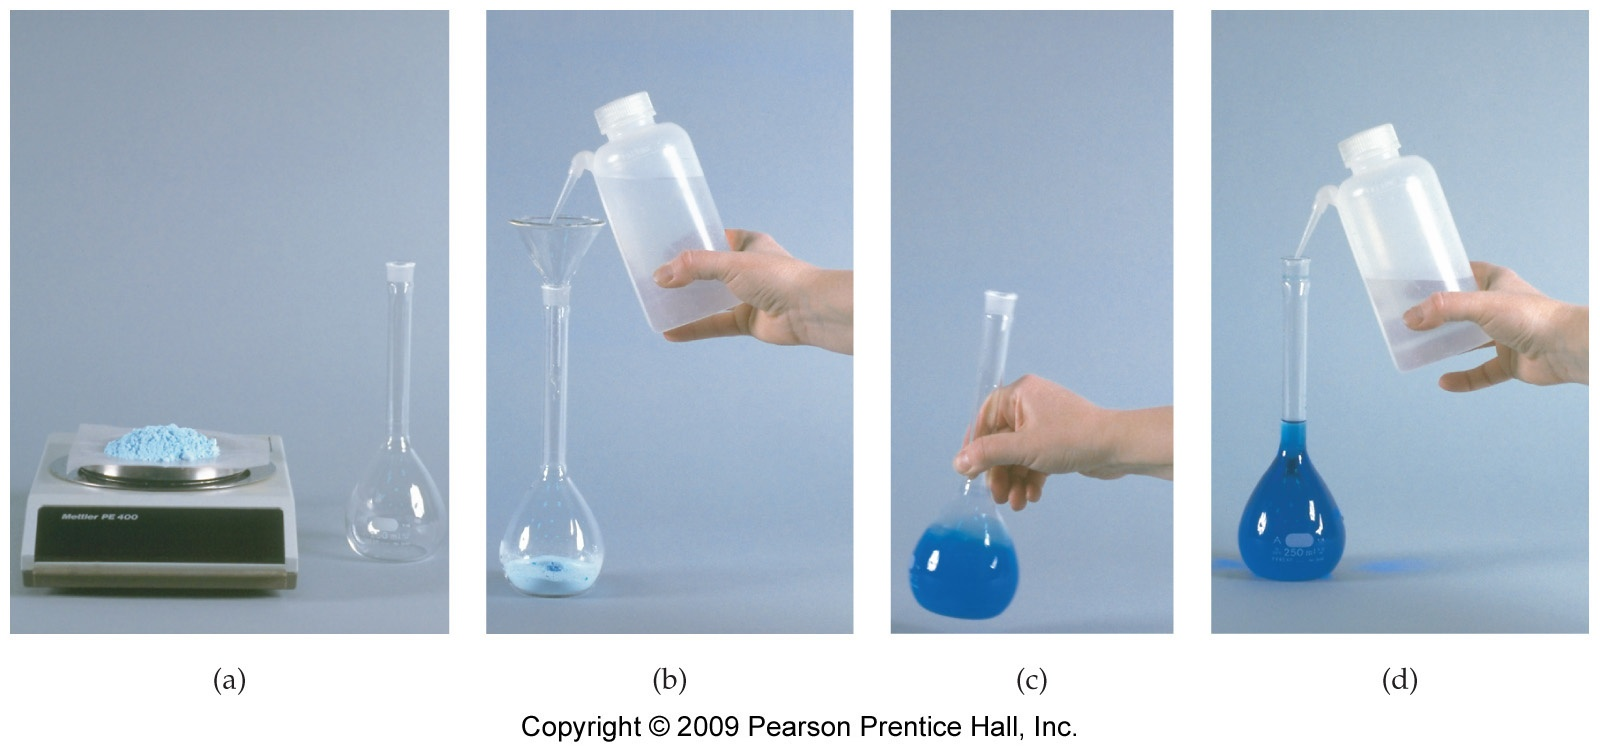 Mettler PE 400
A
250 ml
(a)
(b)
(c)
(d)
Copyright © 2009 Pearson Prentice Hall, Inc.